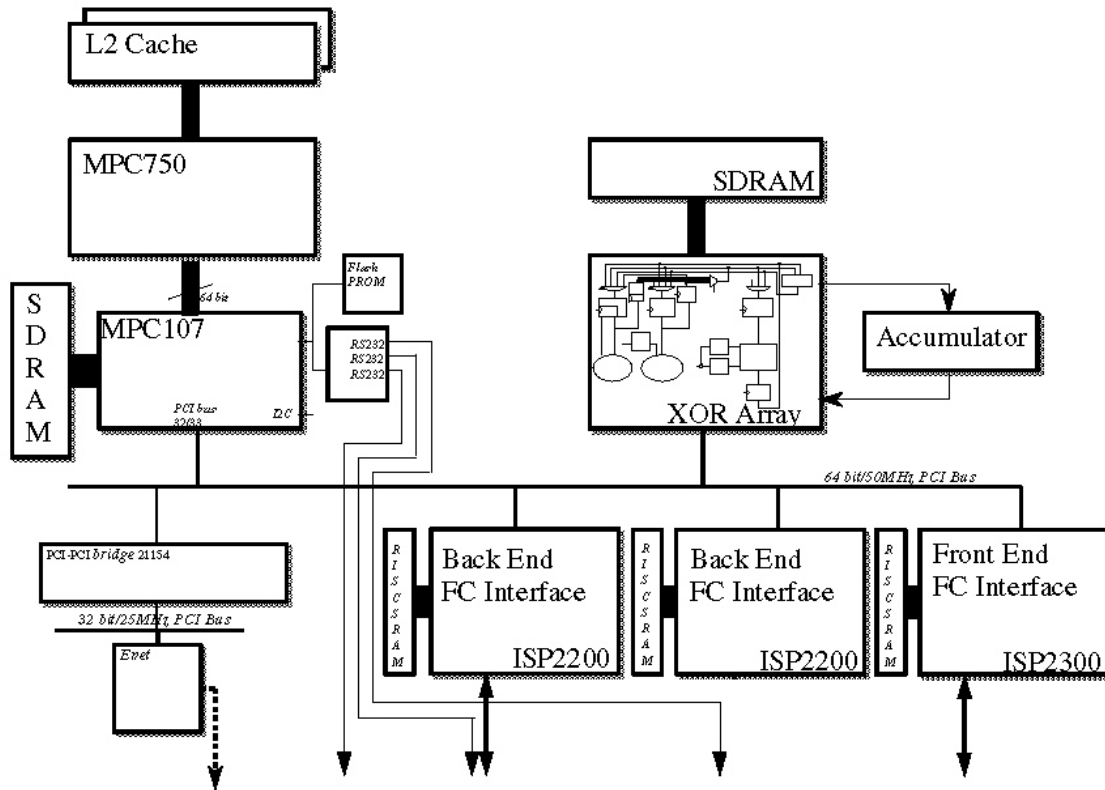 L2 Cache
MPC750
SDRAM
64 bit
Flash
PROM
S
D
R
A
M
MPC107
RS232
RS232
RS232
PCI bus
32/33
I2C
XOR Array
Accumulator
64 bit/50MHz, PCI Bus
PCI-PCI bridge 21154
32 bit/25MHz, PCI Bus
Enet
R
I
S
C
S
R
A
M
Back End
FC Interface
ISP2200
R
I
S
C
S
R
A
M
Back End
FC Interface
ISP2200
R
I
S
C
S
R
A
M
Front End
FC Interface
ISP2300